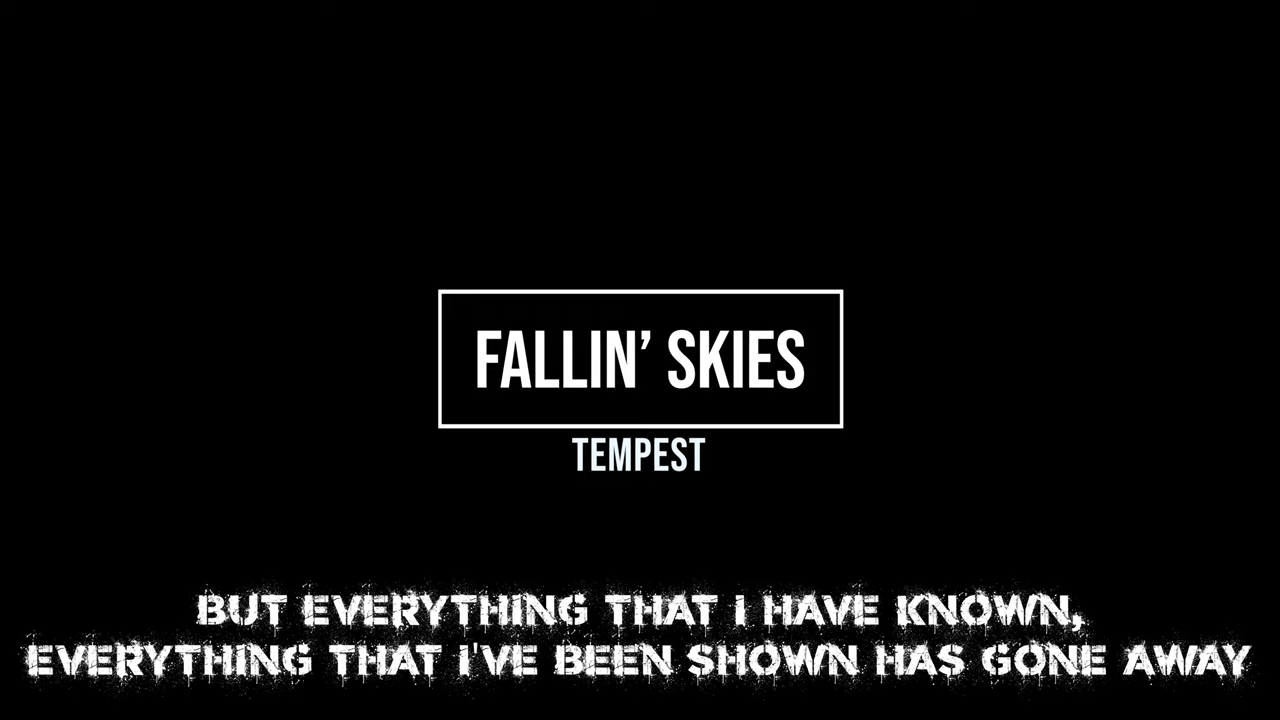 FALLIN’ SKIES
TEMPEST
BUT EVERYTHING THAT I HAVE KNOWN,
EVERYTHING THAT I'VE BEEN SHOWN HAS GONE AWAY